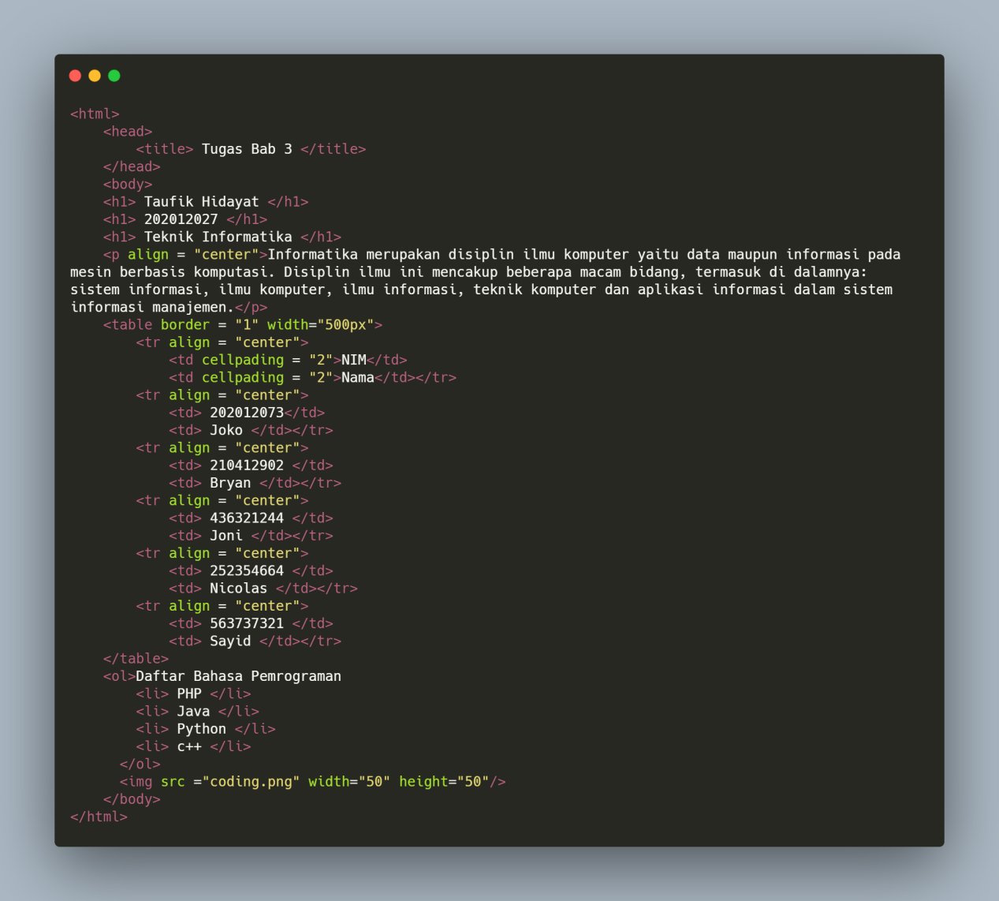 <html>
    <head>
        <title> Tugas Bab 3 </title>
    </head>
    <body>
    <h1> Taufik Hidayat </h1>
    <h1> 202012027 </h1>
    <h1> Teknik Informatika </h1>
    <p align = "center">Informatika merupakan disiplin ilmu komputer yaitu data maupun informasi pada
mesin berbasis komputasi. Disiplin ilmu ini mencakup beberapa macam bidang, termasuk di dalamnya:
sistem informasi, ilmu komputer, ilmu informasi, teknik komputer dan aplikasi informasi dalam sistem
informasi manajemen.</p>
    <table border = "1" width="500px">
        <tr align = "center">
            <td cellpading = "2">NIM</td>
            <td cellpading = "2">Nama</td></tr>
        <tr align = "center">
            <td> 202012073</td>
            <td> Joko </td></tr>
        <tr align = "center">
            <td> 210412902 </td>
            <td> Bryan </td></tr>
        <tr align = "center">
            <td> 436321244 </td>
            <td> Joni </td></tr>
        <tr align = "center">
            <td> 252354664 </td>
            <td> Nicolas </td></tr>
        <tr align = "center">
            <td> 563737321 </td>
            <td> Sayid </td></tr>
    </table>
    <ol>Daftar Bahasa Pemrograman
        <li> PHP </li>
        <li> Java </li>
        <li> Python </li>
        <li> c++ </li>
      </ol>
      <img src ="coding.png" width="50" height="50"/>
    </body>
</html>